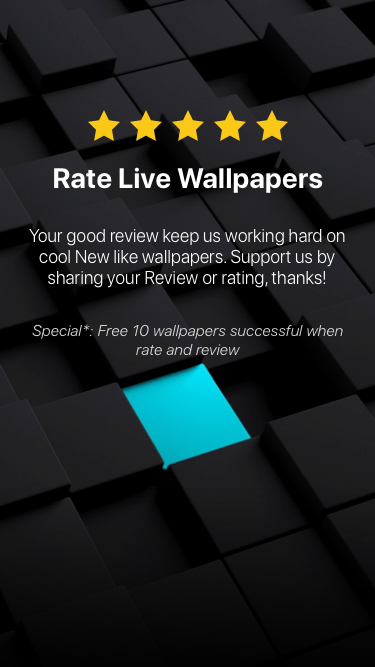 Rate Live Wallpapers
Your good review keep us working hard on
cool New like wallpapers. Support us by
sharing your Review or rating, thanks!
Special*: Free 10 wallpapers successful when
rate and review